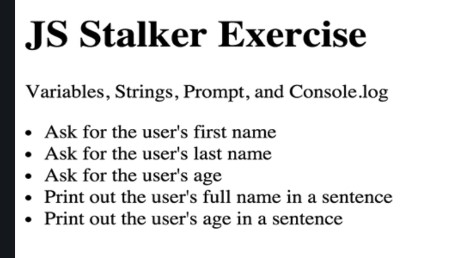 JS Stalker Exercise
Variables, Strings, Prompt, and Console.log
• Ask for the user's first name
• Ask for the user's last name
• Ask for the user's age
• Print out the user's full name in a sentence
• Print out the user's age in a sentence